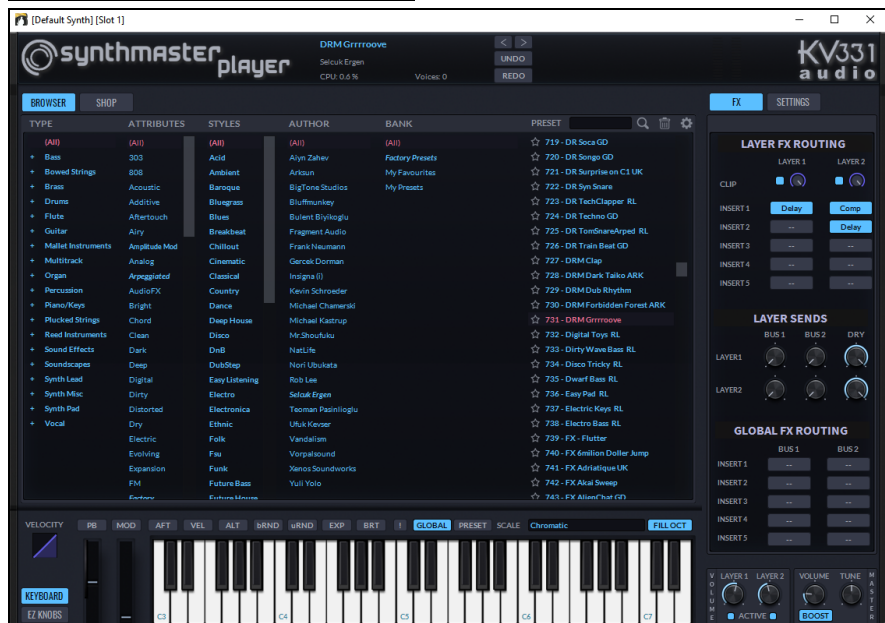 [Default Synth] [Slot 1]
synthmaster player
DRM Grrrroove
Selcuk Ergen
CPU: 0.6 %
Voices: 0
< >
UNDO
REDO
KV331 audio
BROWSER SHOP
FX SETTINGS
TYPE ATTRIBUTES STYLES AUTHOR BANK PRESET
(All) (All) (All) (All) (All) 719 - DR Soca GD
+ Bass 303 Acid Aiyn Zahev Factory Presets 720 - DR Songo GD
+ Bowed Strings 808 Ambient Arksun My Favourites 721 - DR Surprise on C1 UK
+ Brass Acoustic Baroque BigTone Studios My Presets 722 - DR Syn Snare
+ Drums Additive Bluegrass Bluffmunkey 723 - DR TechClapper RL
+ Flute Aftertouch Blues Bulent Biyikoglu 724 - DR Techno GD
+ Guitar Airy Breakbeat Fragment Audio 725 - DR TomSnareArped RL
+ Mallet Instruments Amplitude Mod Chillout Frank Neumann 726 - DR Train Beat GD
+ Multitrack Analog Cinematic Gercek Dorman 727 - DRM Clap
+ Organ Arpeggiated Classical Insigna (i) 728 - DRM Dark Taiko ARK
+ Percussion AudioFX Country Kevin Schroeder 729 - DRM Dub Rhythm
+ Piano/Keys Bright Dance Michael Chamerski 730 - DRM Forbidden Forest ARK
+ Plucked Strings Chord Deep House Michael Kastrup 731 - DRM Grrrroove
+ Reed Instruments Clean Disco Mr.Shoufuku 732 - Digital Toys RL
+ Sound Effects Dark DnB NatLife 733 - Dirty Wave Bass RL
+ Soundscapes Deep DubStep Nori Ubukata 734 - Disco Tricky RL
+ Synth Lead Digital Easy Listening Rob Lee 735 - Dwarf Bass RL
+ Synth Misc Dirty Electro Selcuk Ergen 736 - Easy Pad RL
+ Synth Pad Distorted Electronica Teoman Pasinlioglu 737 - Electric Keys RL
+ Vocal Dry Ethnic Ufuk Kevser 738 - Electro Bass RL
Electric Folk Vandalism 739 - FX - Flutter
Evolving Fsu Vorpalsound 740 - FX 6milion Doller Jump
Expansion Funk Xenos Soundworks 741 - FX Adriatique UK
FM Future Bass Yuli Yolo 742 - FX Akai Sweep
Factory Future House 743 - FX AlienChat GD
LAYER FX ROUTING
LAYER 1 LAYER 2
CLIP
INSERT 1 Delay Comp
INSERT 2 -- Delay
INSERT 3 -- --
INSERT 4 -- --
INSERT 5 -- --
LAYER SENDS
BUS 1 BUS 2 DRY
LAYER1
LAYER2
GLOBAL FX ROUTING
BUS 1 BUS 2
INSERT 1 -- --
INSERT 2 -- --
INSERT 3 -- --
INSERT 4 -- --
INSERT 5 -- --
VELOCITY PB MOD AFT VEL ALT bRND uRND EXP BRT ! GLOBAL PRESET SCALE Chromatic FILL OCT
KEYBOARD
EZ KNOBS
C3 C4 C5 C6 C7
VOLUME LAYER 1 LAYER 2 ACTIVE
VOLUME TUNE BOOST MASTER